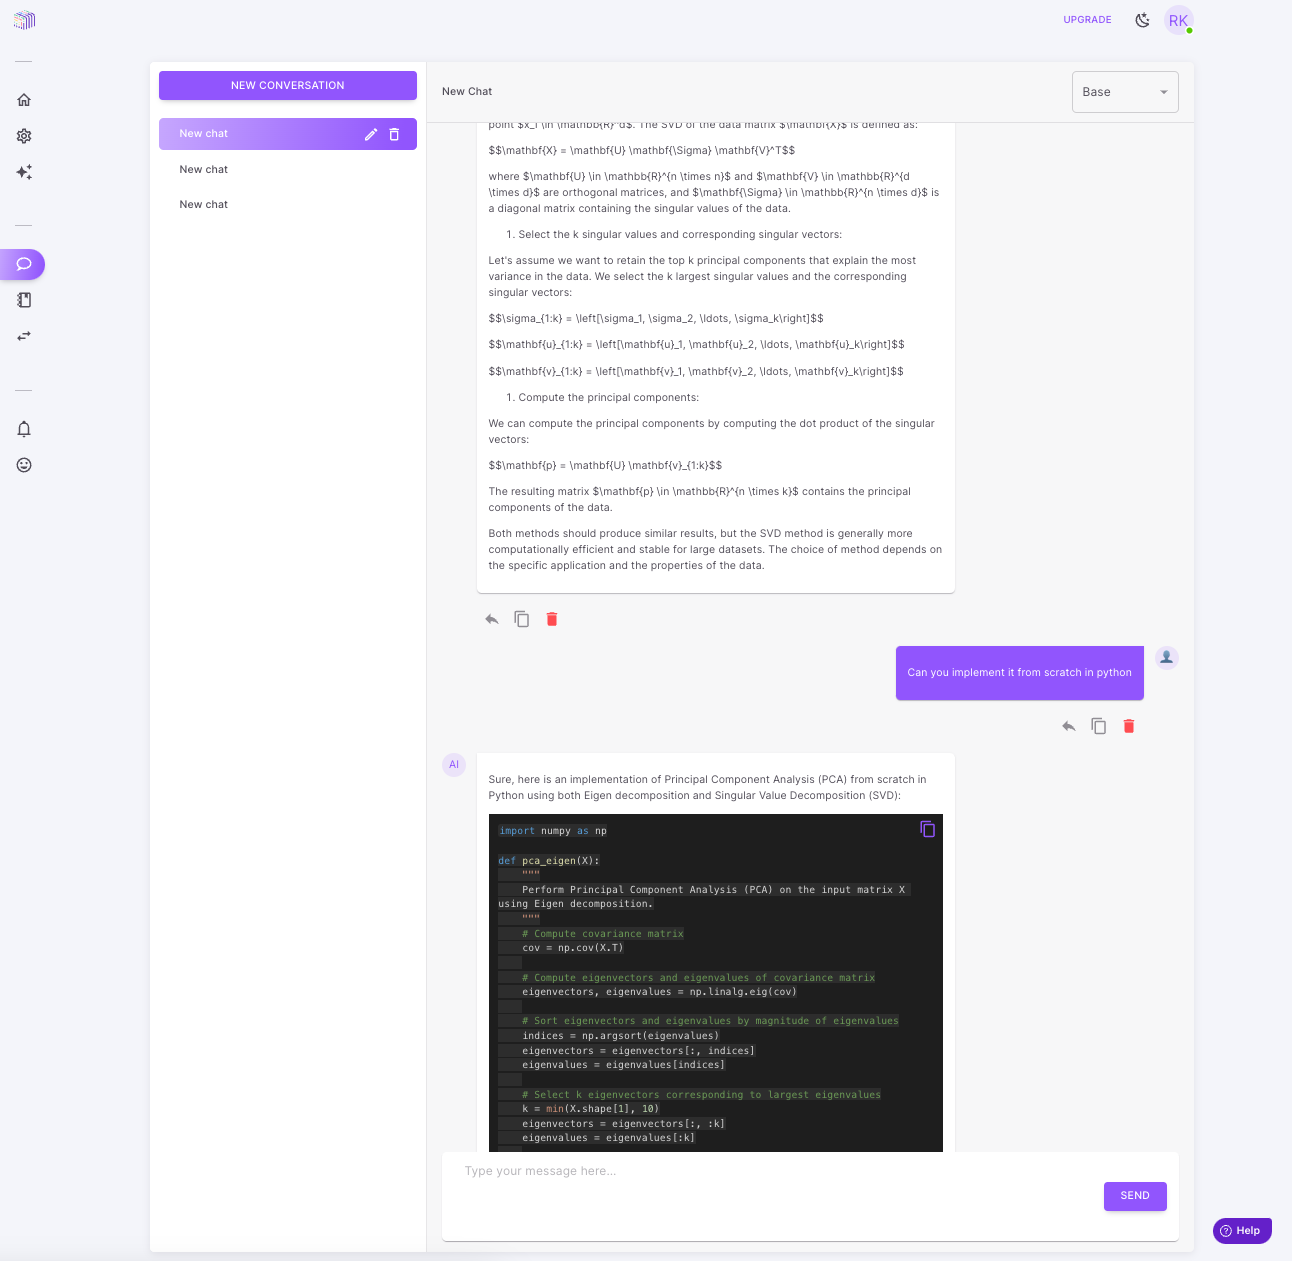 UPGRADE
RK
NEW CONVERSATION
New chat
New chat
New chat
New Chat
Base
point $x_i \in \mathbb{R}^d$. The SVD of the data matrix $\mathbf{X}$ is defined as:
$$\mathbf{X} = \mathbf{U} \mathbf{\Sigma} \mathbf{V}^T$$
where $\mathbf{U} \in \mathbb{R}^{n \times n}$ and $\mathbf{V} \in \mathbb{R}^{d
\times d}$ are orthogonal matrices, and $\mathbf{\Sigma} \in \mathbb{R}^{n \times d}$ is
a diagonal matrix containing the singular values of the data.
1. Select the k singular values and corresponding singular vectors:
Let's assume we want to retain the top k principal components that explain the most
variance in the data. We select the k largest singular values and the corresponding
singular vectors:
$$\sigma_{1:k} = \left[\sigma_1, \sigma_2, \ldots, \sigma_k\right]$$
$$\mathbf{u}_{1:k} = \left[\mathbf{u}_1, \mathbf{u}_2, \ldots, \mathbf{u}_k\right]$$
$$\mathbf{v}_{1:k} = \left[\mathbf{v}_1, \mathbf{v}_2, \ldots, \mathbf{v}_k\right]$$
1. Compute the principal components:
We can compute the principal components by computing the dot product of the singular
vectors:
$$\mathbf{p} = \mathbf{U} \mathbf{v}_{1:k}$$
The resulting matrix $\mathbf{p} \in \mathbb{R}^{n \times k}$ contains the principal
components of the data.
Both methods should produce similar results, but the SVD method is generally more
computationally efficient and stable for large datasets. The choice of method depends on
the specific application and the properties of the data.
Can you implement it from scratch in python
AI
Sure, here is an implementation of Principal Component Analysis (PCA) from scratch in
Python using both Eigen decomposition and Singular Value Decomposition (SVD):
import numpy as np
def pca_eigen(X):
"""
Perform Principal Component Analysis (PCA) on the input matrix X
using Eigen decomposition.
"""
# Compute covariance matrix
cov = np.cov(X.T)
# Compute eigenvectors and eigenvalues of covariance matrix
eigenvectors, eigenvalues = np.linalg.eig(cov)
# Sort eigenvectors and eigenvalues by magnitude of eigenvalues
indices = np.argsort(eigenvalues)
eigenvectors = eigenvectors[:, indices]
eigenvalues = eigenvalues[indices]
# Select k eigenvectors corresponding to largest eigenvalues
k = min(X.shape[1], 10)
eigenvectors = eigenvectors[:, :k]
eigenvalues = eigenvalues[:k]
Type your message here...
SEND
Help